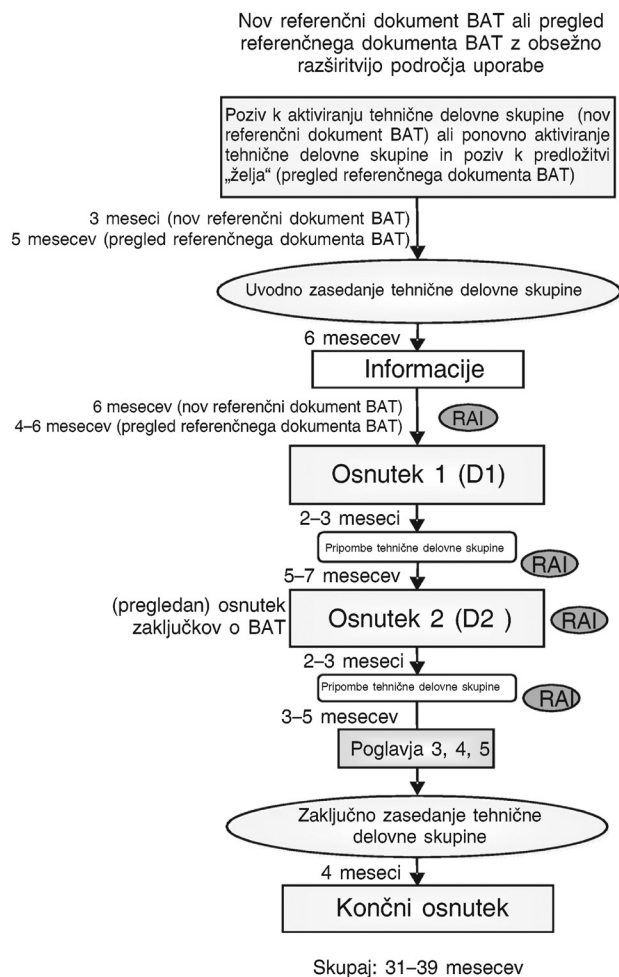 Nov referenčni dokument BAT ali pregled
referenčnega dokumenta BAT z obsežno
razširitvijo področja uporabe
Poziv k aktiviranju tehnične delovne skupine (nov
referenčni dokument BAT) ali ponovno aktiviranje
tehnične delovne skupine in poziv k predložitvi
„želja“ (pregled referenčnega dokumenta BAT)
3 meseci (nov referenčni dokument BAT)
5 mesecev (pregled referenčnega dokumenta BAT)
Uvodno zasedanje tehnične delovne skupine
6 mesecev
Informacije
6 mesecev (nov referenčni dokument BAT)
4–6 mesecev (pregled referenčnega dokumenta BAT)
RAI
Osnutek 1 (D1)
2–3 meseci
Pripombe tehnične delovne skupine
RAI
5–7 mesecev
(pregledan) osnutek
zaključkov o BAT
Osnutek 2 (D2 )
RAI
2–3 meseci
Pripombe tehnične delovne skupine
RAI
3–5 mesecev
Poglavja 3, 4, 5
Zaključno zasedanje tehnične
delovne skupine
4 meseci
Končni osnutek
Skupaj: 31–39 mesecev